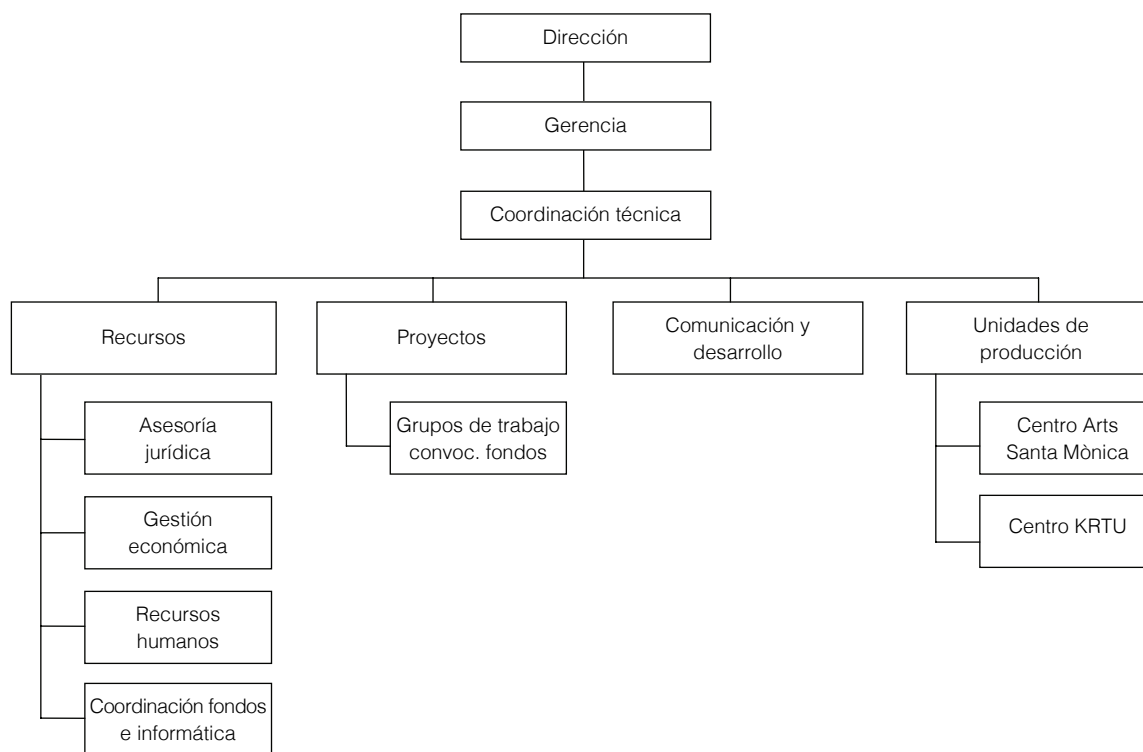 Dirección
Gerencia
Coordinación técnica
Recursos
Proyectos
Comunicación y
desarrollo
Unidades de
producción
Asesoría
jurídica
Gestión
económica
Recursos
humanos
Coordinación fondos
e informática
Grupos de trabajo
convoc. fondos
Centro Arts
Santa Mònica
Centro KRTU